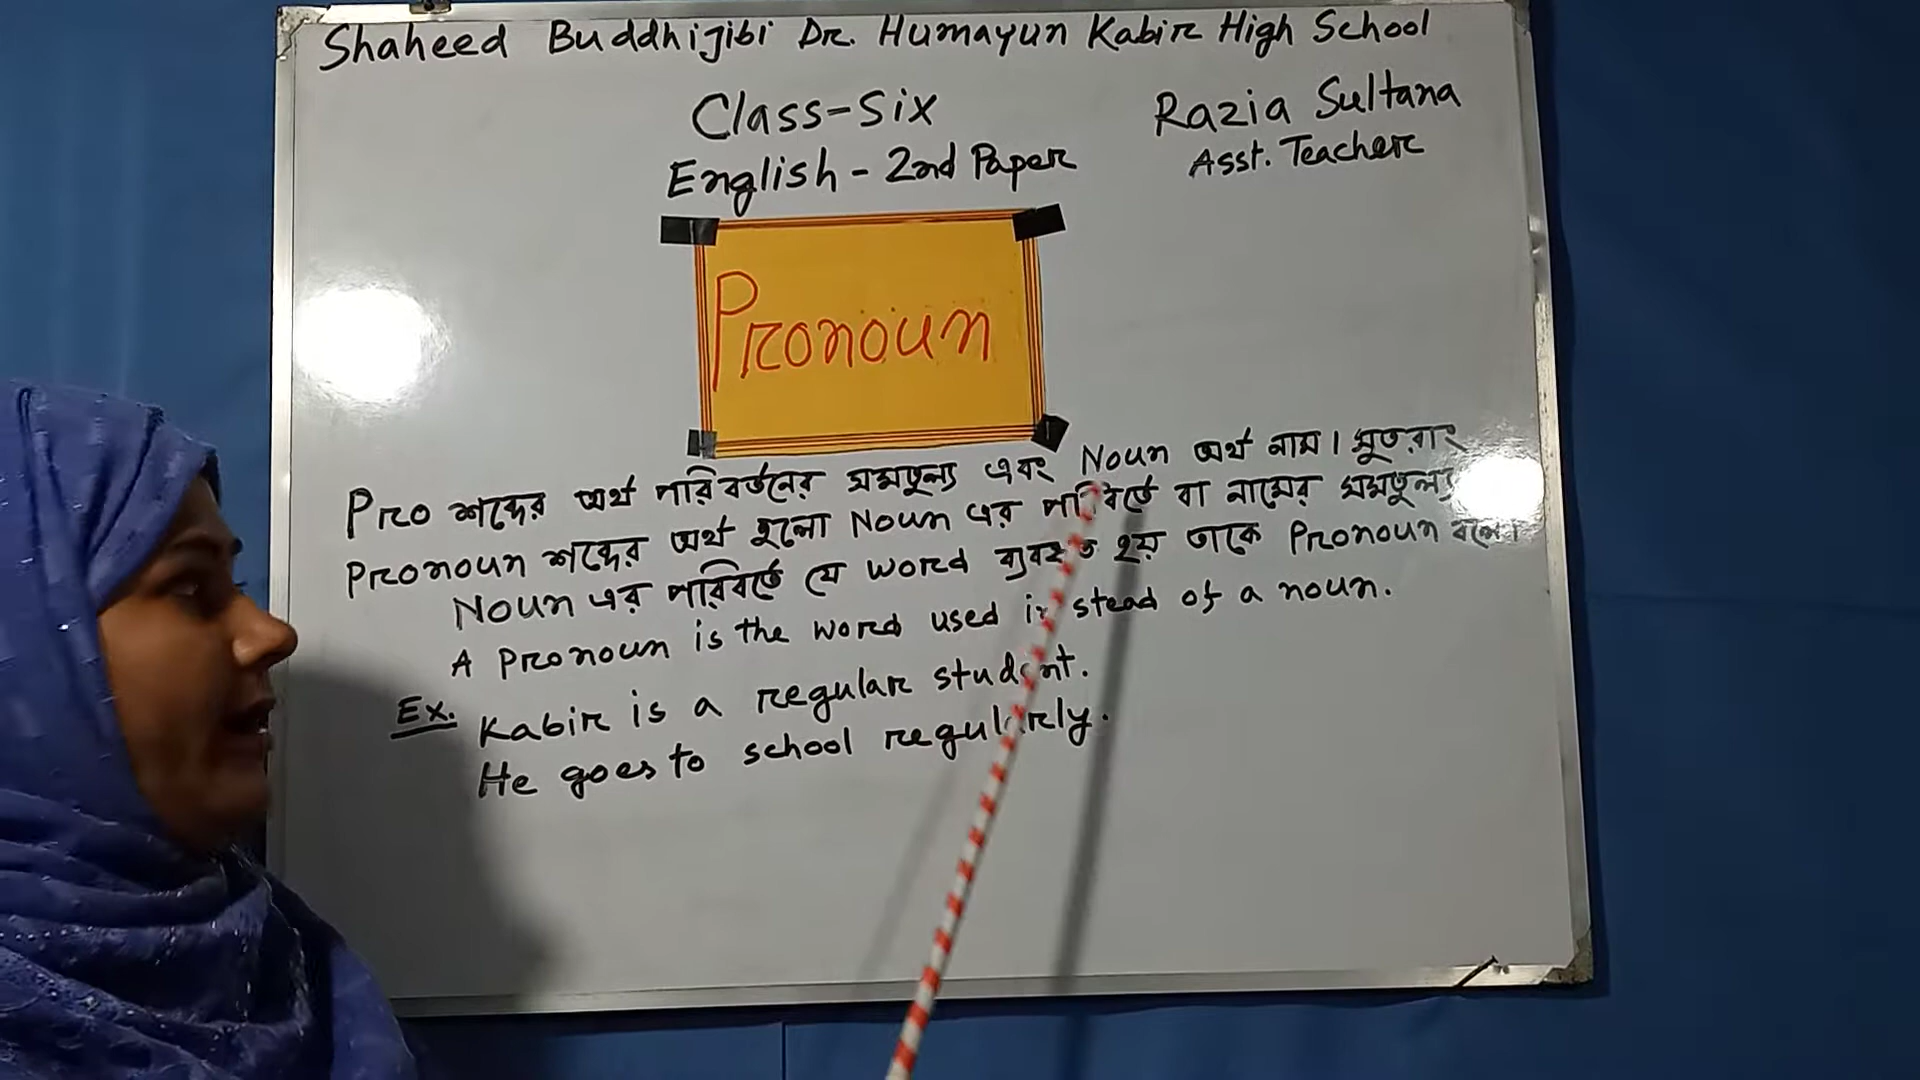 Shaheed Buddhijibi Dr. Humayun Kabir High School
Class-Six
Razia Sultana
English - 2nd Paper
Asst. Teacher
Pronoun
Pro শব্দের অর্থ পরিবর্তনের সমতুল্য এবং Noun অর্থ নাম। সুতরাং
Pronoun শব্দের অর্থ হলো Noun এর পরিবর্তে বা নামের সমতুল্য
Noun এর পরিবর্তে যে word ব্যবহৃত হয় তাকে Pronoun বলে।
A pronoun is the word used instead of a noun.
Ex. Kabir is a regular student.
He goes to school regularly.